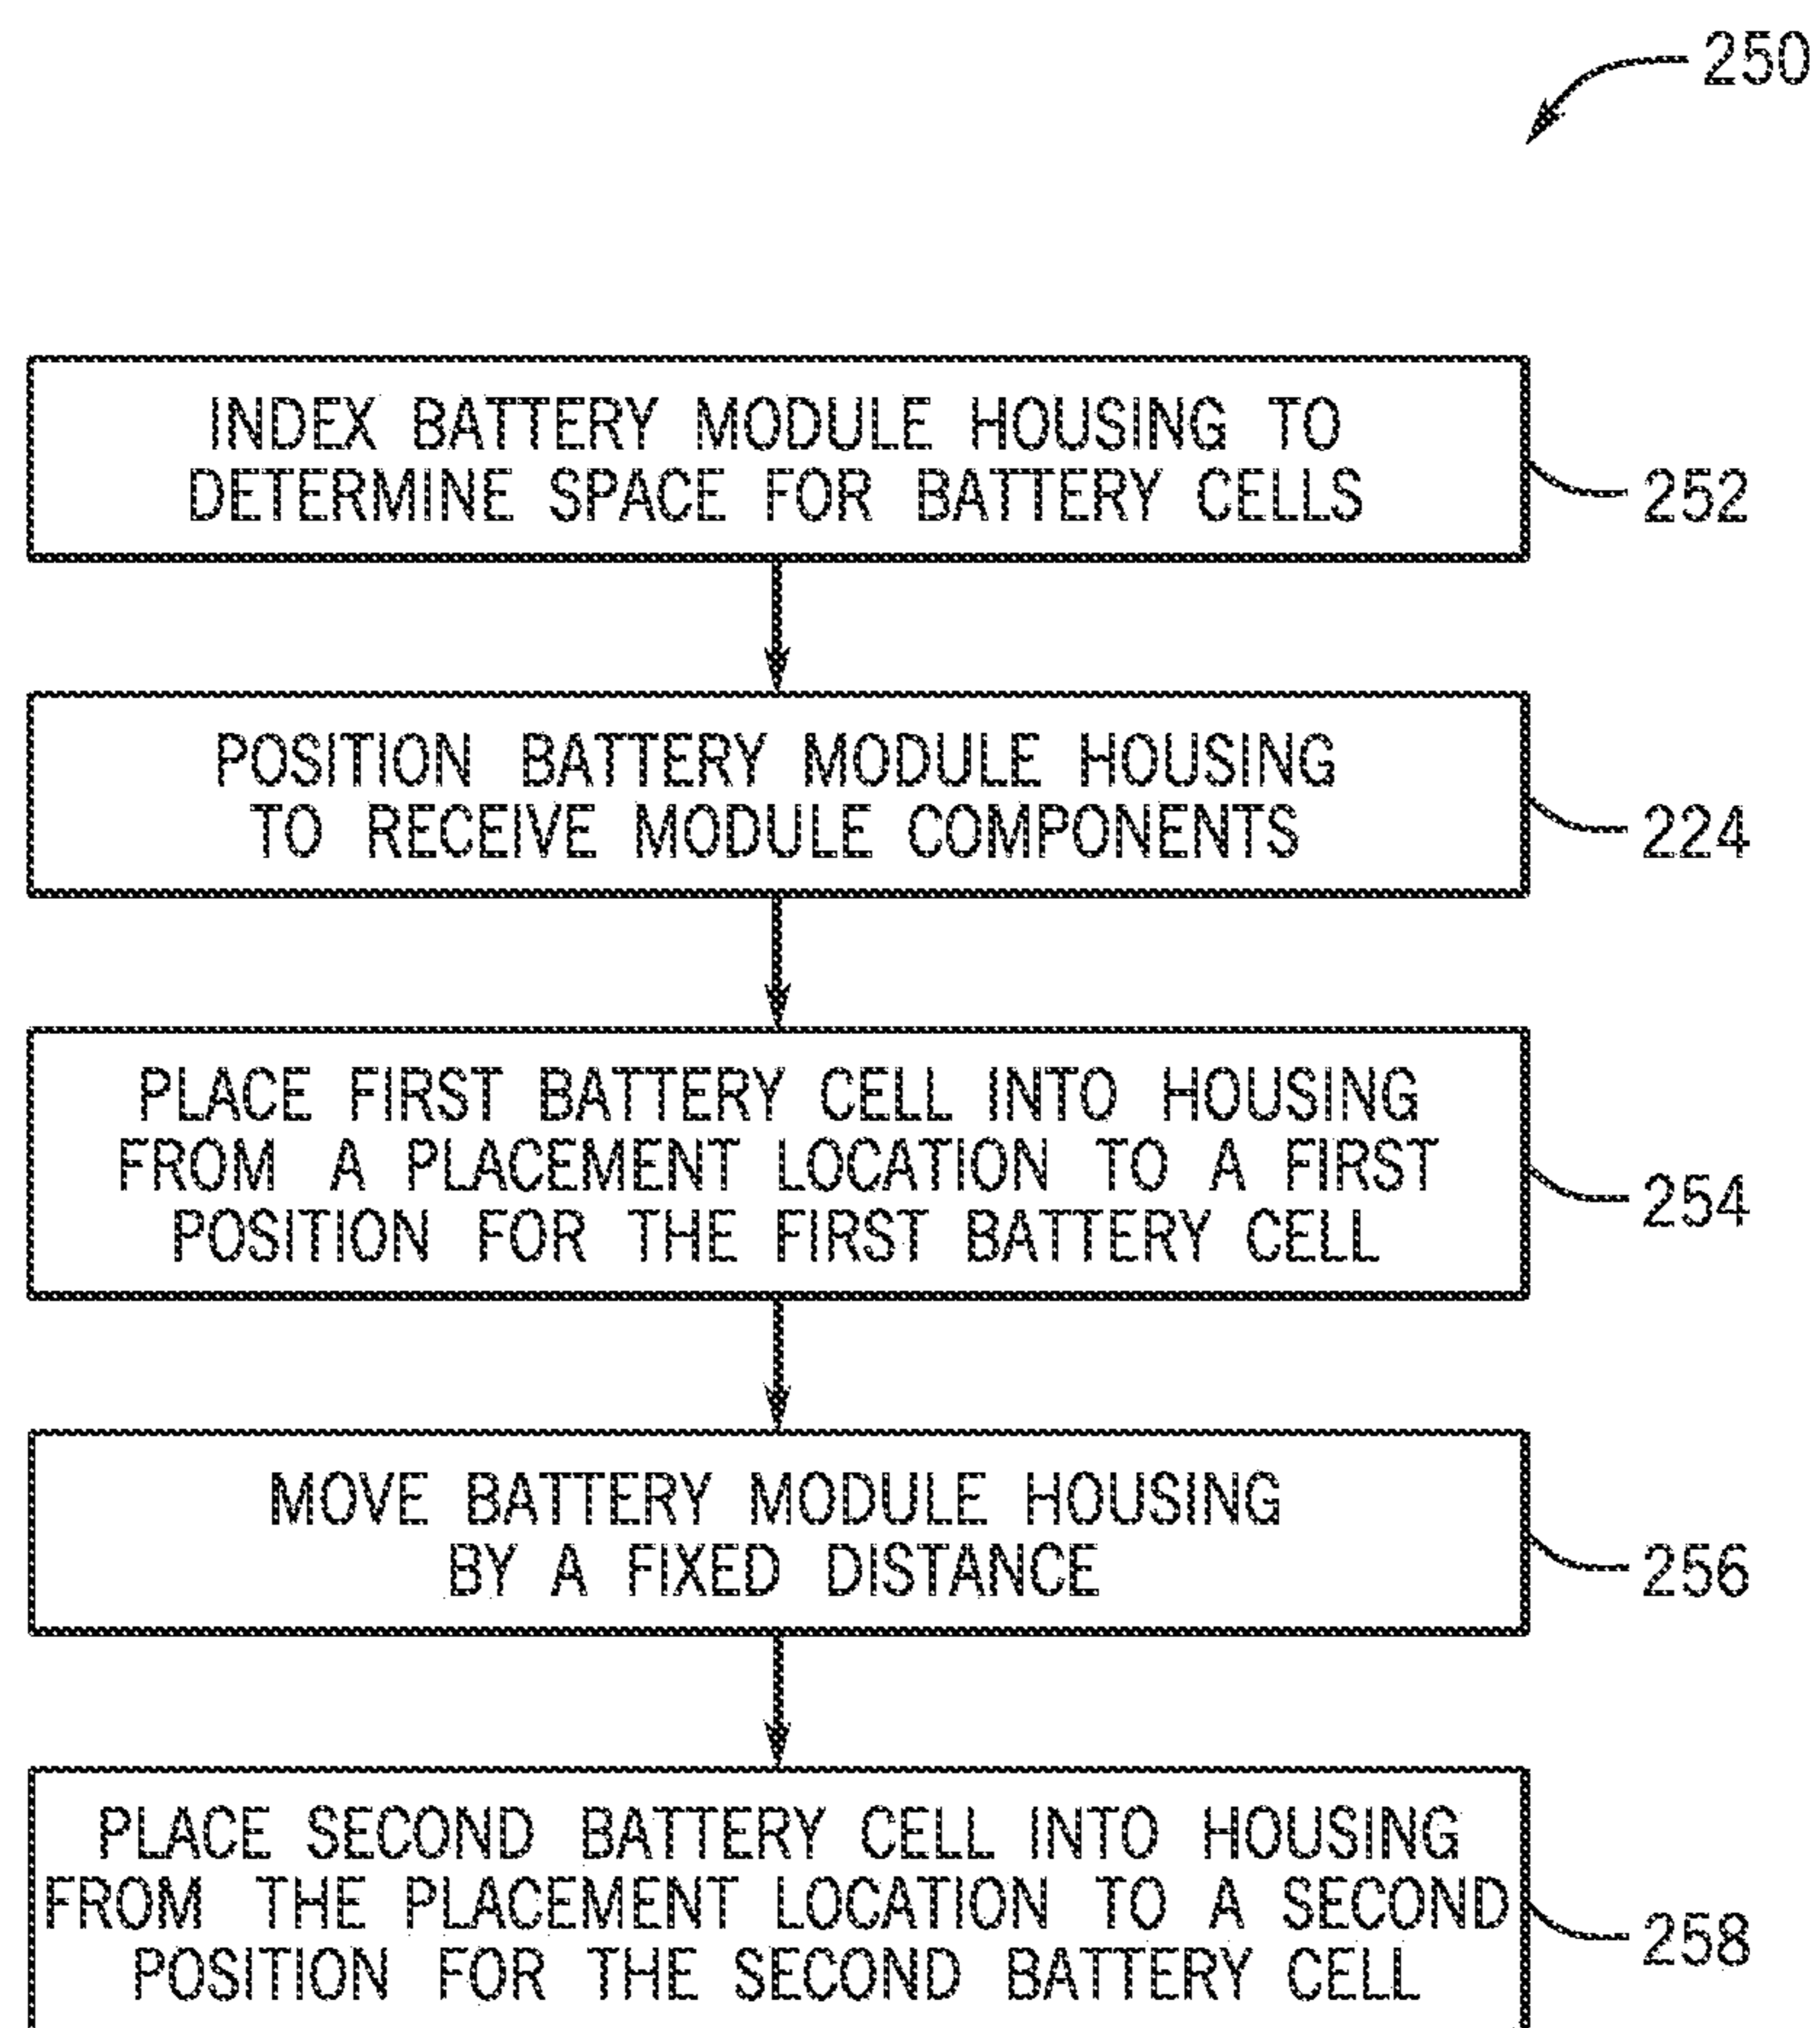 250
INDEX BATTERY MODULE HOUSING TO
DETERMINE SPACE FOR BATTERY CELLS
252
POSITION BATTERY MODULE HOUSING
TO RECEIVE MODULE COMPONENTS
224
PLACE FIRST BATTERY CELL INTO HOUSING
FROM A PLACEMENT LOCATION TO A FIRST
POSITION FOR THE FIRST BATTERY CELL
254
MOVE BATTERY MODULE HOUSING
BY A FIXED DISTANCE
256
PLACE SECOND BATTERY CELL INTO HOUSING
FROM THE PLACEMENT LOCATION TO A SECOND
POSITION FOR THE SECOND BATTERY CELL
258